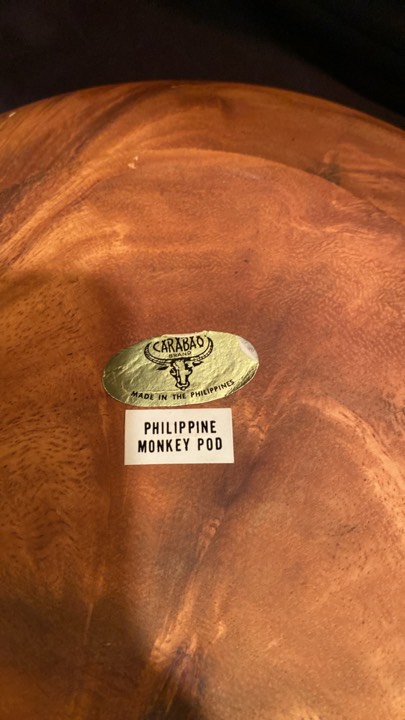 CARABAO
BRAND
MADE IN THE PHILIPPINES
PHILIPPINE
MONKEY POD